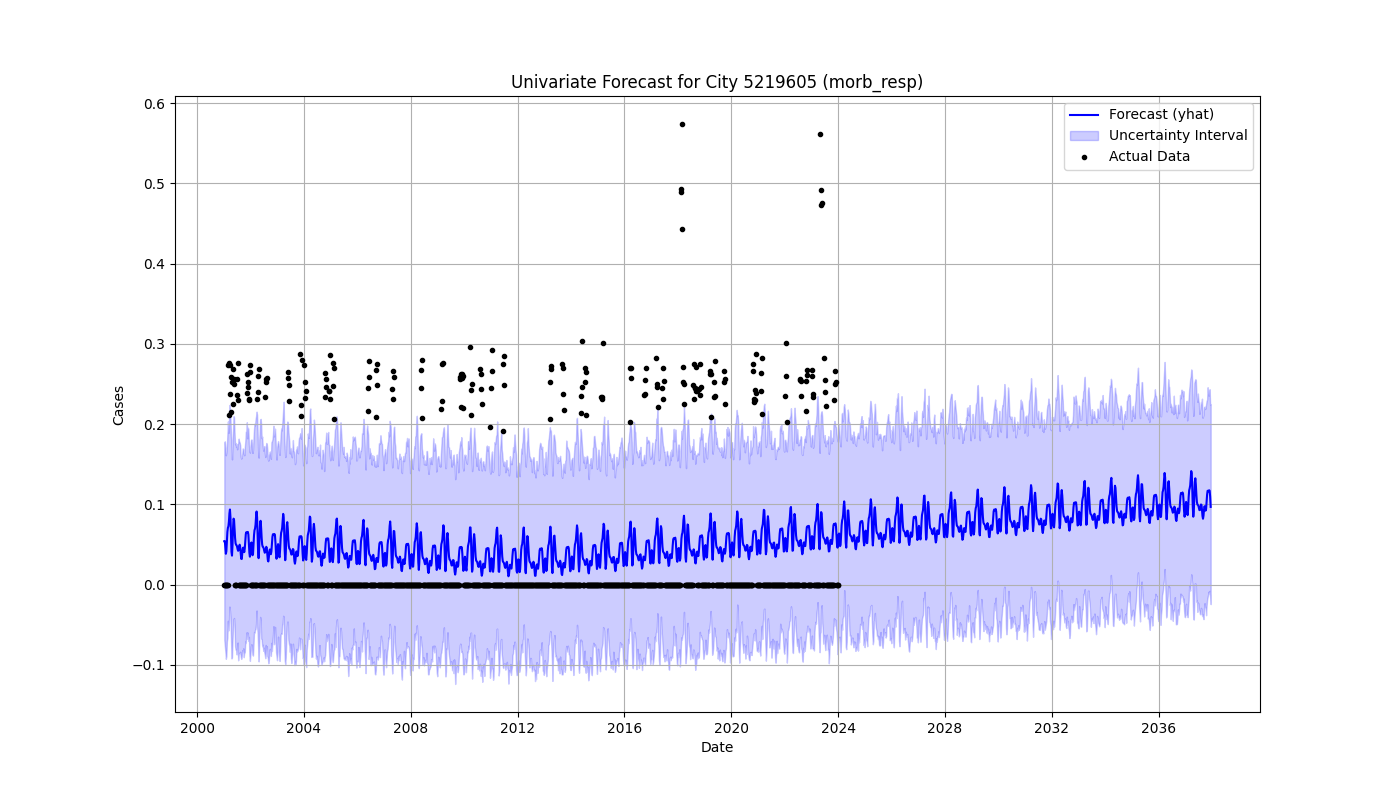 Univariate Forecast for City 5219605 (morb_resp)
Forecast (yhat)
Uncertainty Interval
Actual Data
Cases
0.6
0.5
0.4
0.3
0.2
0.1
0.0
−0.1
2000 2004 2008 2012 2016 2020 2024 2028 2032 2036
Date